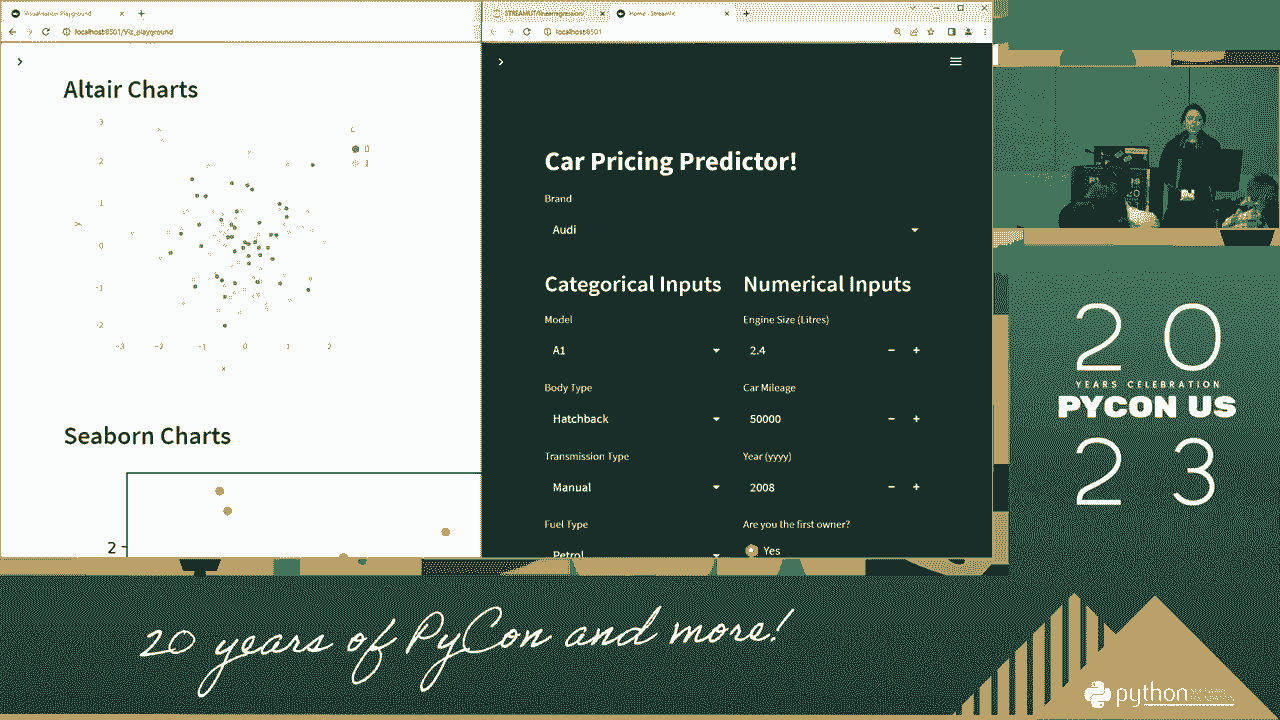 Visualisation Playground
localhost:8501/Viz_playground
Altair Charts
3
2
1
0
-1
-2
-3
-2
-1
0
1
2
Seaborn Charts
2
STREAMLIT/linearregression/
Home · Streamlit
localhost:8501
Car Pricing Predictor!
Brand
Audi
Categorical Inputs
Numerical Inputs
Model
Engine Size (Litres)
A1
2.4
Body Type
Car Mileage
Hatchback
50000
Transmission Type
Year (yyyy)
Manual
2008
Fuel Type
Are you the first owner?
Petrol
Yes
20
YEARS CELEBRATION
PYCON US
23
20 years of PyCon and more!
python